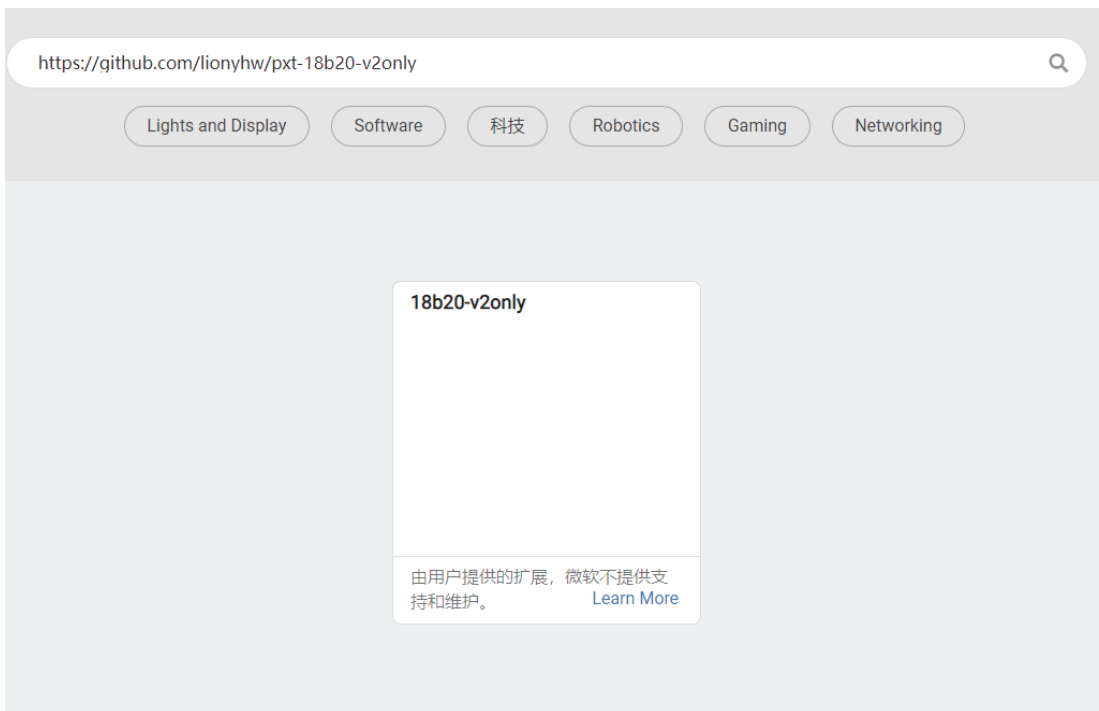 https://github.com/lionyhw/pxt-18b20-v2only
Lights and Display
Software
科技
Robotics
Gaming
Networking
18b20-v2only
由用户提供的扩展，微软不提供支
持和维护。
Learn More